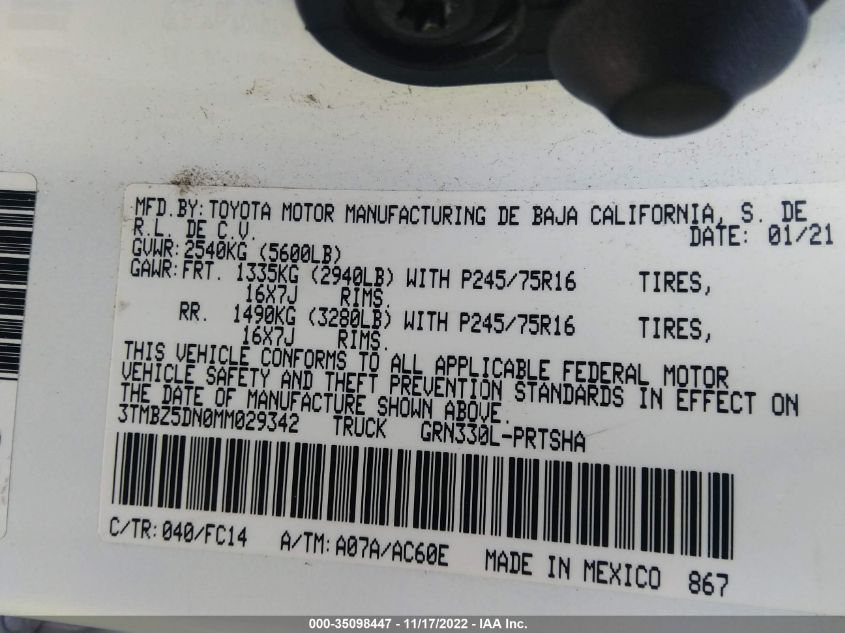 MFD.BY:TOYOTA MOTOR MANUFACTURING DE BAJA CALIFORNIA, S. DE
R.L. DE C.V. DATE: 01/21
GVWR:2540KG (5600LB)
GAWR:FRT. 1335KG (2940LB) WITH P245/75R16 TIRES,
16X7J RIMS.
RR. 1490KG (3280LB) WITH P245/75R16 TIRES,
16X7J RIMS.
THIS VEHICLE CONFORMS TO ALL APPLICABLE FEDERAL MOTOR
VEHICLE SAFETY AND THEFT PREVENTION STANDARDS IN EFFECT ON
THE DATE OF MANUFACTURE SHOWN ABOVE.
3TMBZ5DN0MM029342 TRUCK GRN330L-PRTSHA
C/TR:040/FC14 A/TM:A07A/AC60E MADE IN MEXICO 867
000-35098447 - 11/17/2022 - IAA Inc.